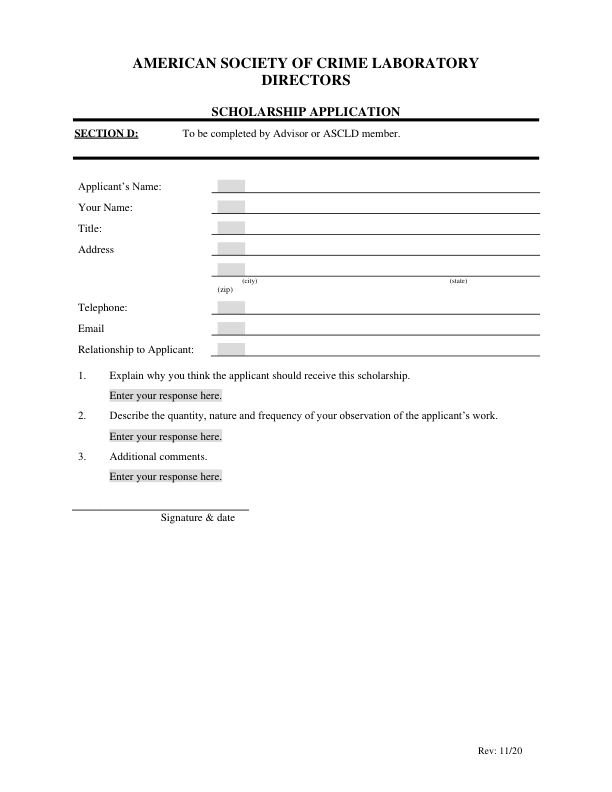 AMERICAN SOCIETY OF CRIME LABORATORY
DIRECTORS
SCHOLARSHIP APPLICATION
SECTION D: To be completed by Advisor or ASCLD member.
Applicant's Name:
Your Name:
Title:
Address
(city) (state)
(zip)
Telephone:
Email
Relationship to Applicant:
1. Explain why you think the applicant should receive this scholarship.
Enter your response here.
2. Describe the quantity, nature and frequency of your observation of the applicant's work.
Enter your response here.
3. Additional comments.
Enter your response here.
Signature & date
Rev: 11/20